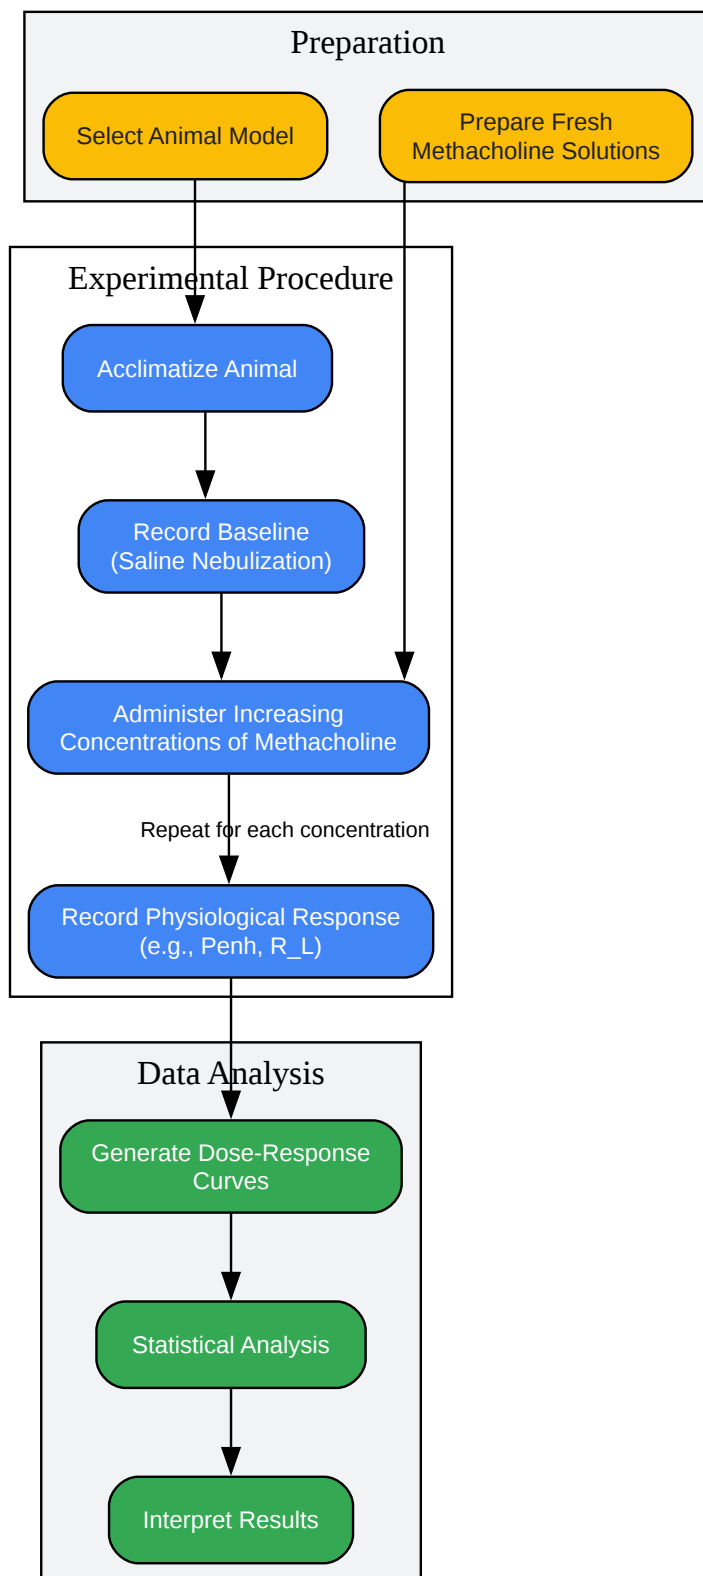 Preparation
Select Animal Model
Prepare Fresh
Methacholine Solutions
Experimental Procedure
Acclimatize Animal
Record Baseline
(Saline Nebulization)
Administer Increasing
Concentrations of Methacholine
Repeat for each concentration
Record Physiological Response
(e.g., Penh, R_L)
Data Analysis
Generate Dose-Response
Curves
Statistical Analysis
Interpret Results